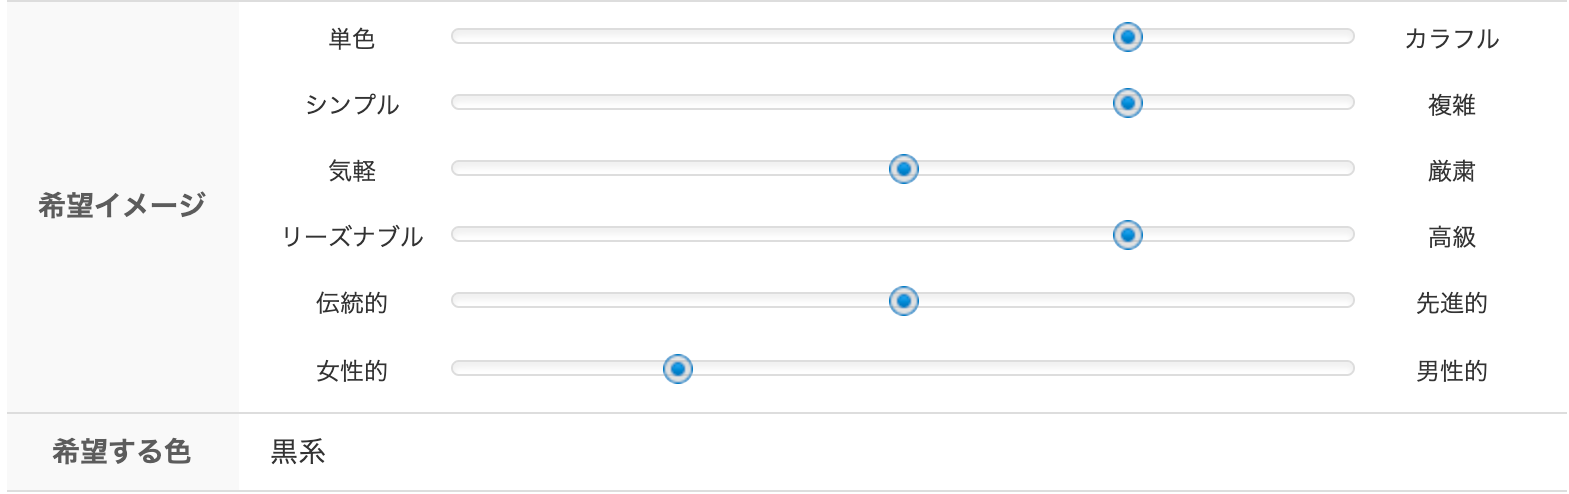 単色 カラフル
シンプル 複雑
気軽 厳粛
希望イメージ
リーズナブル 高級
伝統的 先進的
女性的 男性的
希望する色 黒系